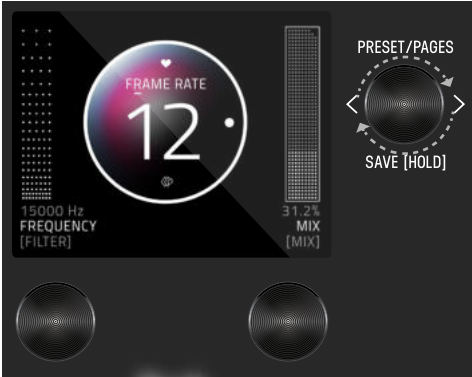 PRESET/PAGES
FRAME RATE
12
SAVE [HOLD]
15000 Hz
FREQUENCY
[FILTER]
31.2%
MIX
[MIX]